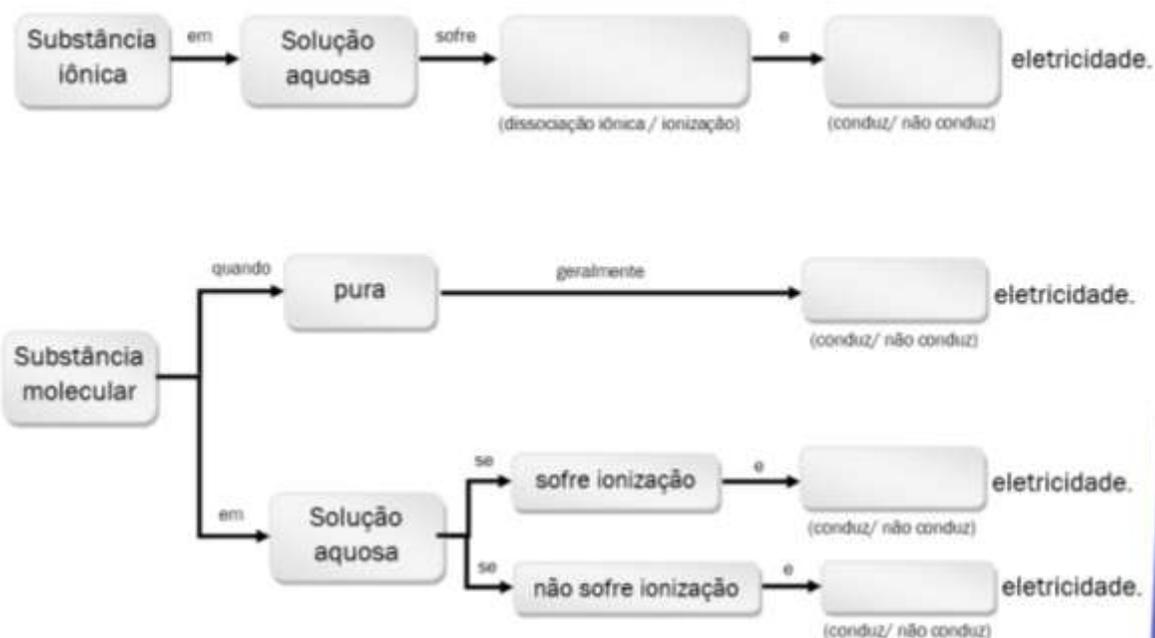 Substância
iônica
em
Solução
aquosa
sofre
(dissociação iônica / ionização)
e
(conduz/ não conduz)
eletricidade.
Substância
molecular
quando
pura
geralmente
(conduz/ não conduz)
eletricidade.
em
Solução
aquosa
se
sofre ionização
e
(conduz/ não conduz)
eletricidade.
se
não sofre ionização
e
(conduz/ não conduz)
eletricidade.